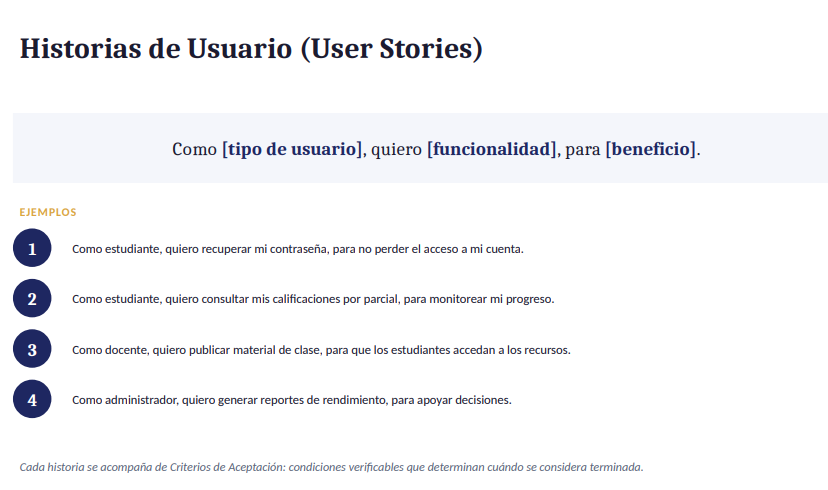 Historias de Usuario (User Stories)
Como [tipo de usuario], quiero [funcionalidad], para [beneficio].
EJEMPLOS
1 Como estudiante, quiero recuperar mi contraseña, para no perder el acceso a mi cuenta.
2 Como estudiante, quiero consultar mis calificaciones por parcial, para monitorear mi progreso.
3 Como docente, quiero publicar material de clase, para que los estudiantes accedan a los recursos.
4 Como administrador, quiero generar reportes de rendimiento, para apoyar decisiones.
Cada historia se acompaña de Criterios de Aceptación: condiciones verificables que determinan cuándo se considera terminada.